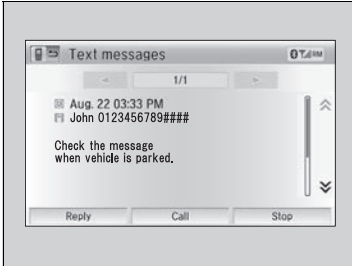 Text messages
1/1
Aug. 22 03:33 PM
John 0123456789####
Check the message
when vehicle is parked.
Reply Call Stop